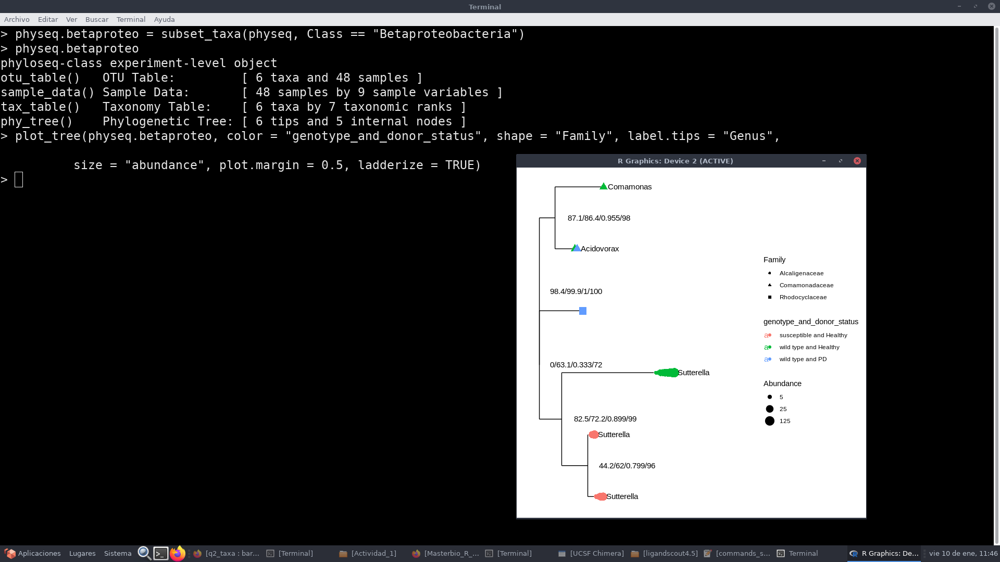 Terminal
Archivo Editar Ver Buscar Terminal Ayuda
> physeq.betaproteo = subset_taxa(physeq, Class == "Betaproteobacteria")
> physeq.betaproteo
phyloseq-class experiment-level object
otu_table()   OTU Table:         [ 6 taxa and 48 samples ]
sample_data() Sample Data:       [ 48 samples by 9 sample variables ]
tax_table()   Taxonomy Table:    [ 6 taxa by 7 taxonomic ranks ]
phy_tree()    Phylogenetic Tree: [ 6 tips and 5 internal nodes ]
> plot_tree(physeq.betaproteo, color = "genotype_and_donor_status", shape = "Family", label.tips = "Genus",
size = "abundance", plot.margin = 0.5, ladderize = TRUE)
>
R Graphics: Device 2 (ACTIVE)
Comamonas
87.1/86.4/0.955/98
Acidovorax
98.4/99.9/1/100
0/63.1/0.333/72
Sutterella
82.5/72.2/0.899/99
Sutterella
44.2/62/0.799/96
Sutterella
Family
Alcaligenaceae
Comamonadaceae
Rhodocyclaceae
genotype_and_donor_status
a susceptible and Healthy
a wild type and Healthy
a wild type and PD
Abundance
5
25
125
Aplicaciones Lugares Sistema [q2_taxa : bar... [Terminal] [Actividad_1] [Masterbio_R_... [Terminal] [UCSF Chimera] [ligandscout4.5] [commands_s... Terminal R Graphics: De... vie 10 de ene, 11:46